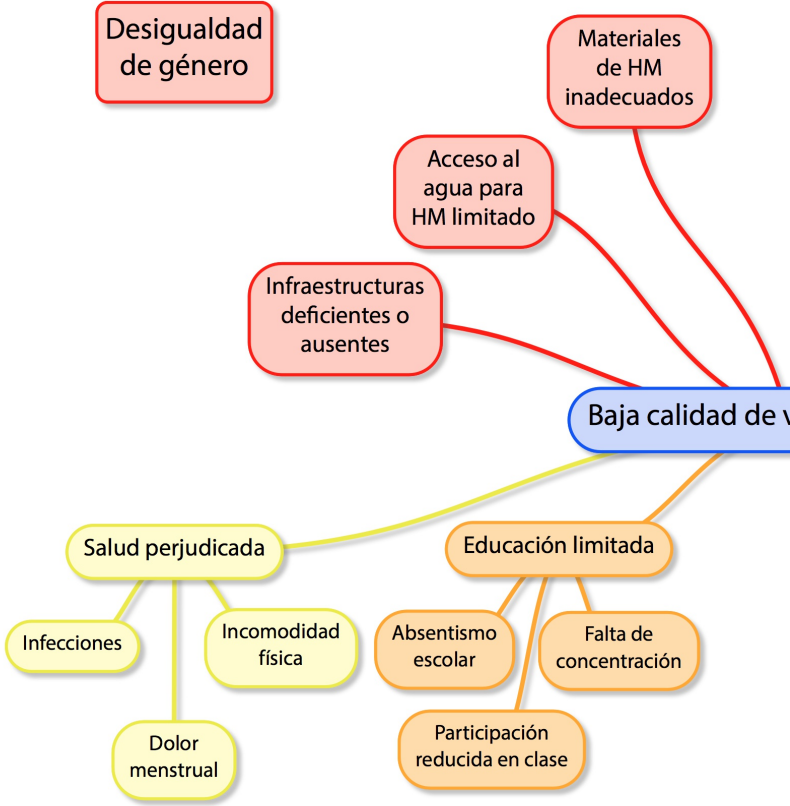 Desigualdad
de género
Materiales
de HM
inadecuados
Acceso al
agua para
HM limitado
Infraestructuras
deficientes o
ausentes
Baja calidad de
Salud perjudicada
Educación limitada
Infecciones
Incomodidad
física
Absentismo
escolar
Falta de
concentración
Dolor
menstrual
Participación
reducida en clase